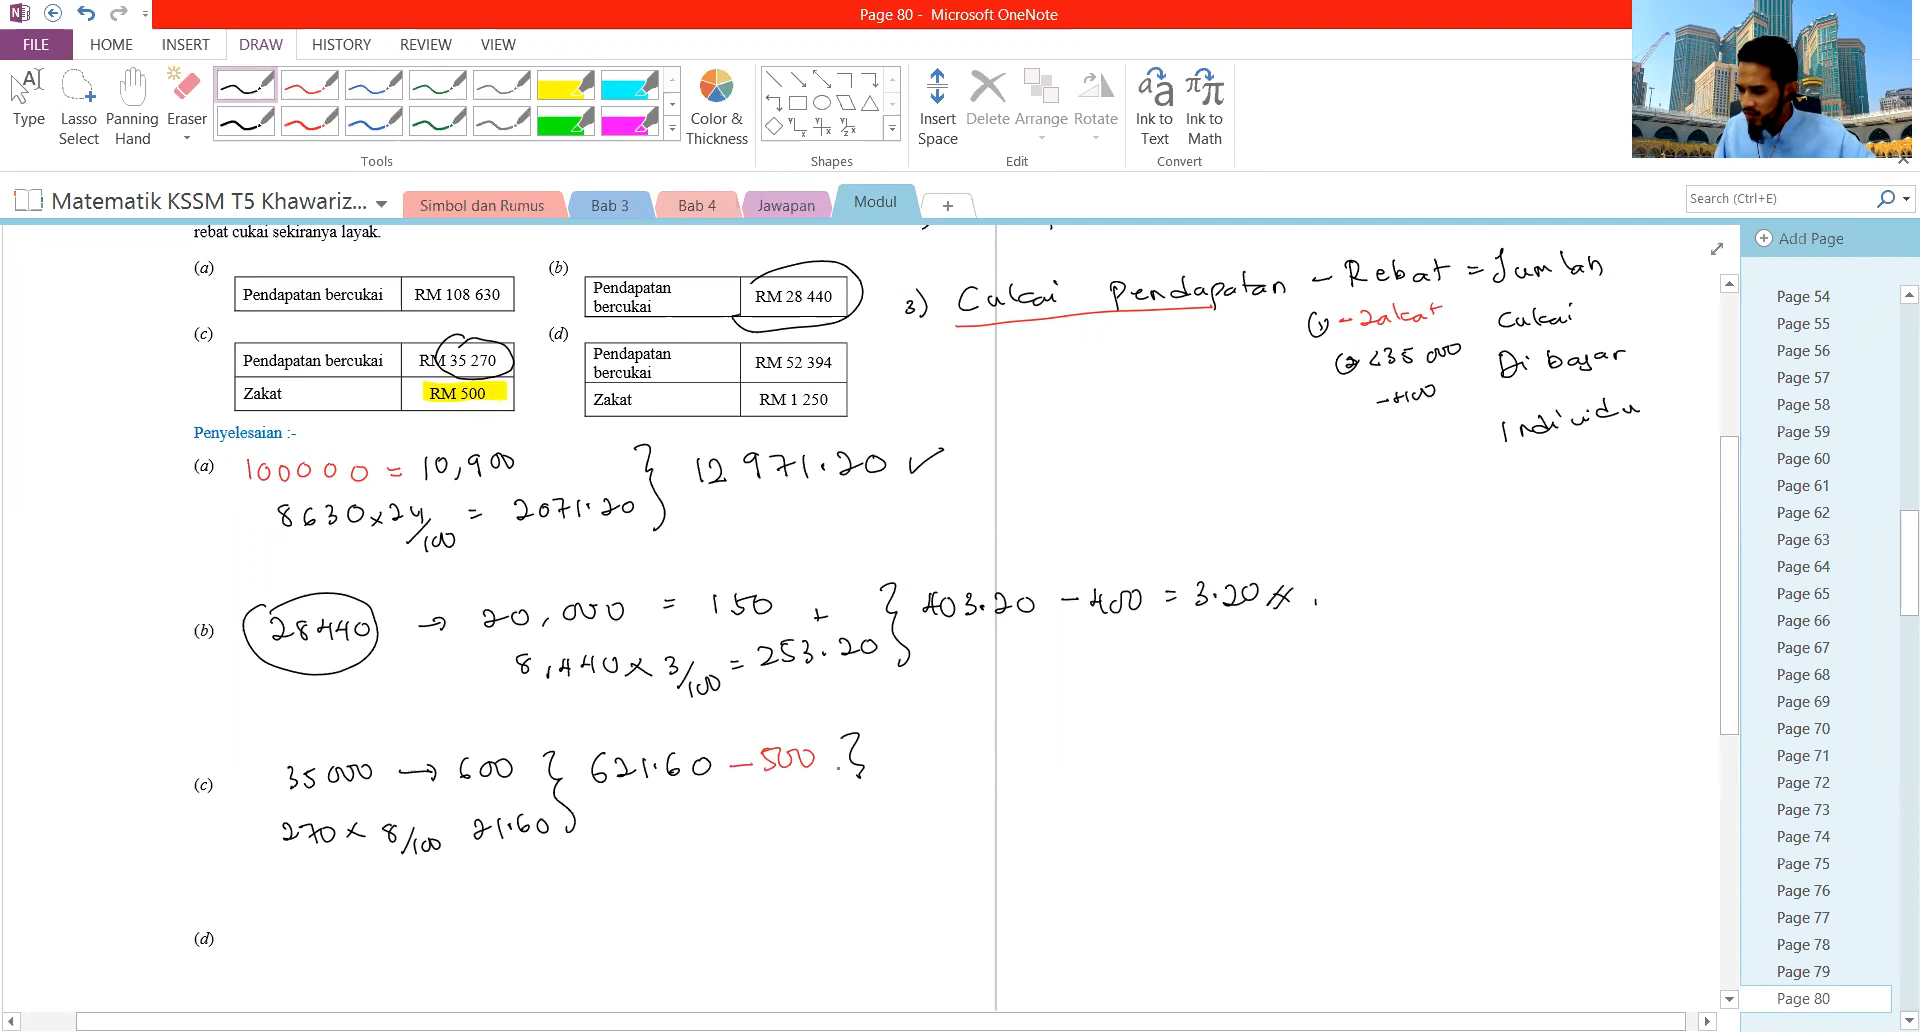 Page 80 - Microsoft OneNote
FILE HOME INSERT DRAW HISTORY REVIEW VIEW
Type
Lasso Select
Panning Hand
Eraser
Color & Thickness
Insert Space
Delete
Arrange
Rotate
Ink to Text
Ink to Math
Tools
Shapes
Edit
Convert
Matematik KSSM T5 Khawariz...
Simbol dan Rumus
Bab 3
Bab 4
Jawapan
Modul
Search (Ctrl+E)
rebat cukai sekiranya layak.
(a)
Pendapatan bercukai RM 108 630
(b)
Pendapatan bercukai RM 28 440
(c)
Pendapatan bercukai RM 35 270
Zakat RM 500
(d)
Pendapatan bercukai RM 52 394
Zakat RM 1 250
3) Cukai Pendapatan - Rebat = Jumlah
(1) - Zakat Cukai
(2) <35 000 Di bayar
-400
Individu
Penyelesaian :-
(a) 100000 = 10,900 } 12 971.20 ✓
8630 x 24/100 = 2071.20
(b) 28440 → 20,000 = 150 + } 403.20 - 400 = 3.20
8,440 x 3/100 = 253.20
(c) 35000 → 600 } 621.60 - 500 }
270 x 8/100 21.60
(d)
Add Page
Page 54
Page 55
Page 56
Page 57
Page 58
Page 59
Page 60
Page 61
Page 62
Page 63
Page 64
Page 65
Page 66
Page 67
Page 68
Page 69
Page 70
Page 71
Page 72
Page 73
Page 74
Page 75
Page 76
Page 77
Page 78
Page 79
Page 80